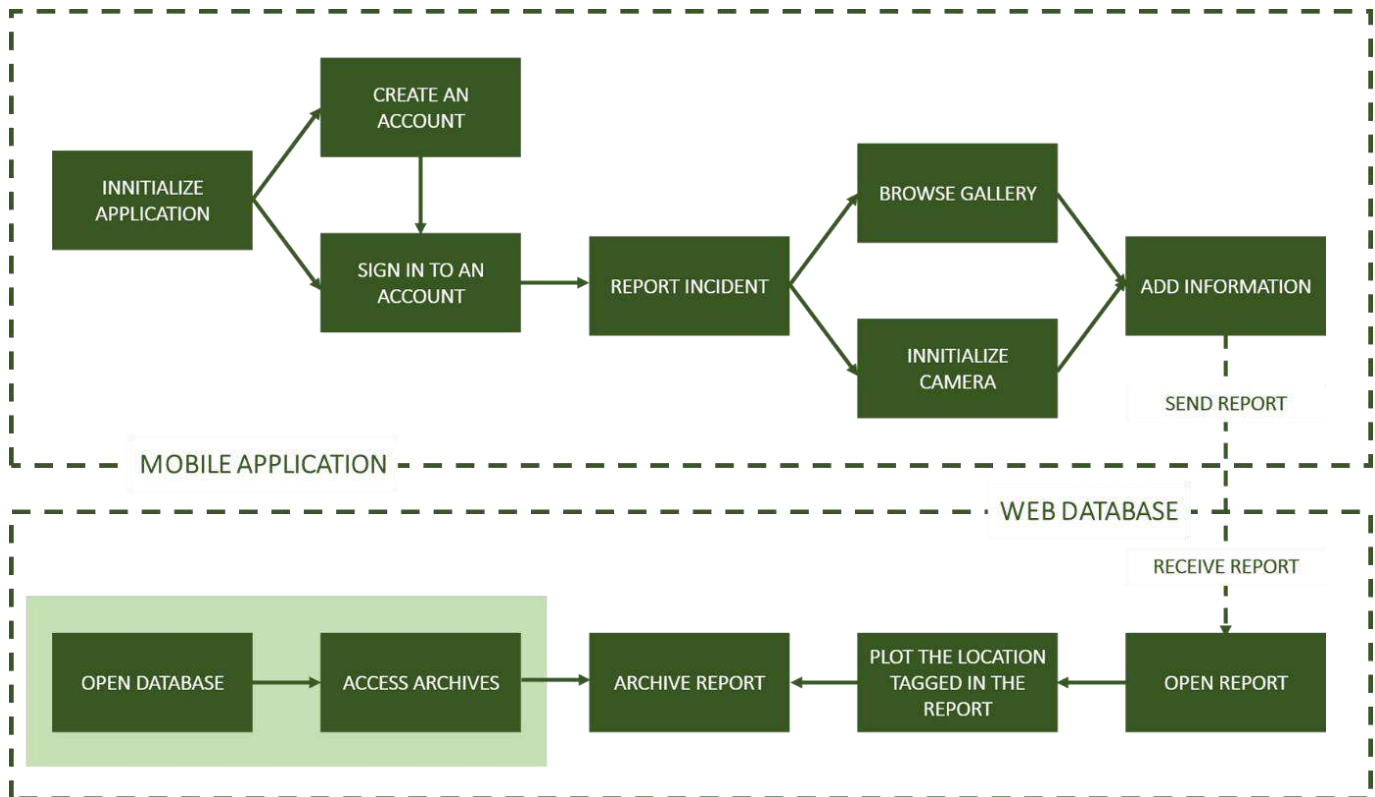 CREATE AN
ACCOUNT
INNITIALIZE
APPLICATION
SIGN IN TO AN
ACCOUNT
REPORT INCIDENT
BROWSE GALLERY
INNITIALIZE
CAMERA
ADD INFORMATION
SEND REPORT
MOBILE APPLICATION
WEB DATABASE
RECEIVE REPORT
OPEN DATABASE
ACCESS ARCHIVES
ARCHIVE REPORT
PLOT THE LOCATION
TAGGED IN THE
REPORT
OPEN REPORT